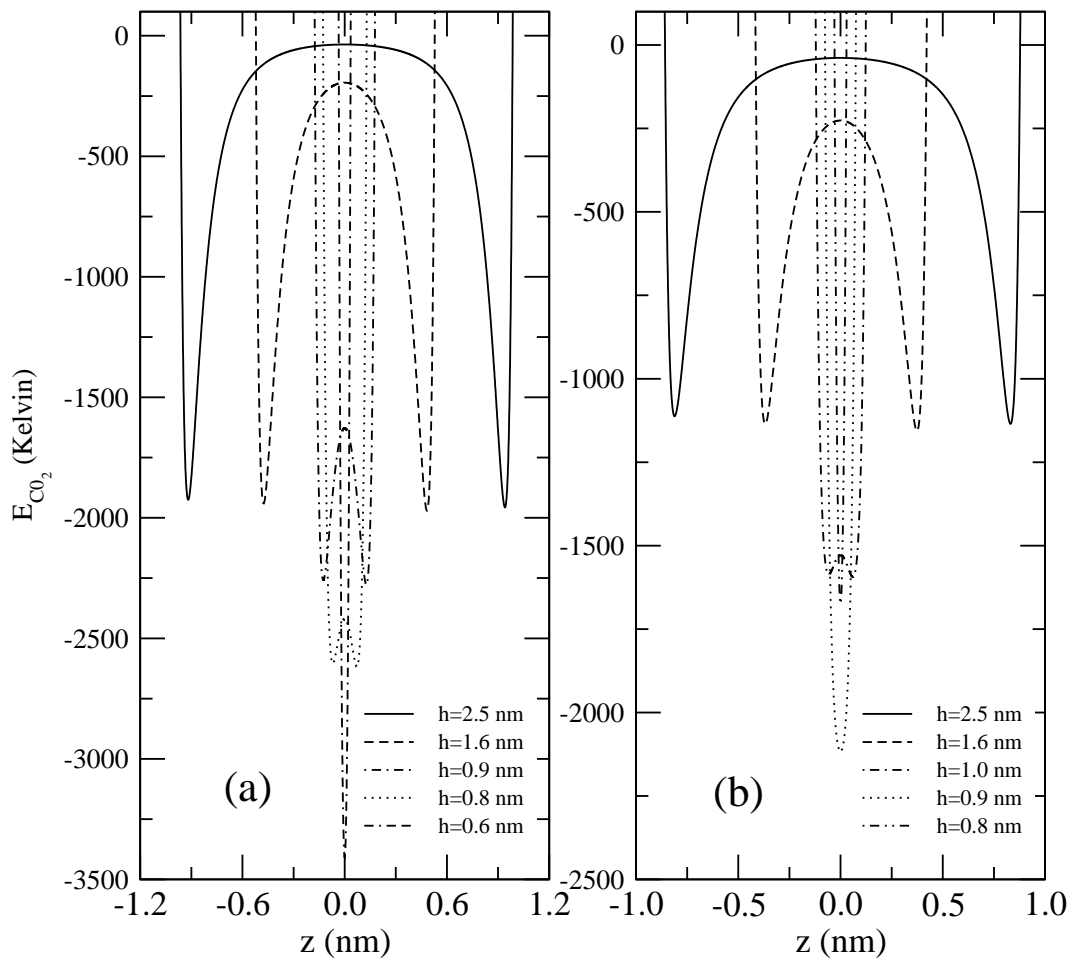 0
-500
-1000
-1500
-2000
-2500
-3000
-3500
E_C0_2 (Kelvin)
-1.2 -0.6 0.0 0.6 1.2
z (nm)
(a)
h=2.5 nm
h=1.6 nm
h=0.9 nm
h=0.8 nm
h=0.6 nm
0
-500
-1000
-1500
-2000
-2500
-1.0 -0.5 0.0 0.5 1.0
z (nm)
(b)
h=2.5 nm
h=1.6 nm
h=1.0 nm
h=0.9 nm
h=0.8 nm